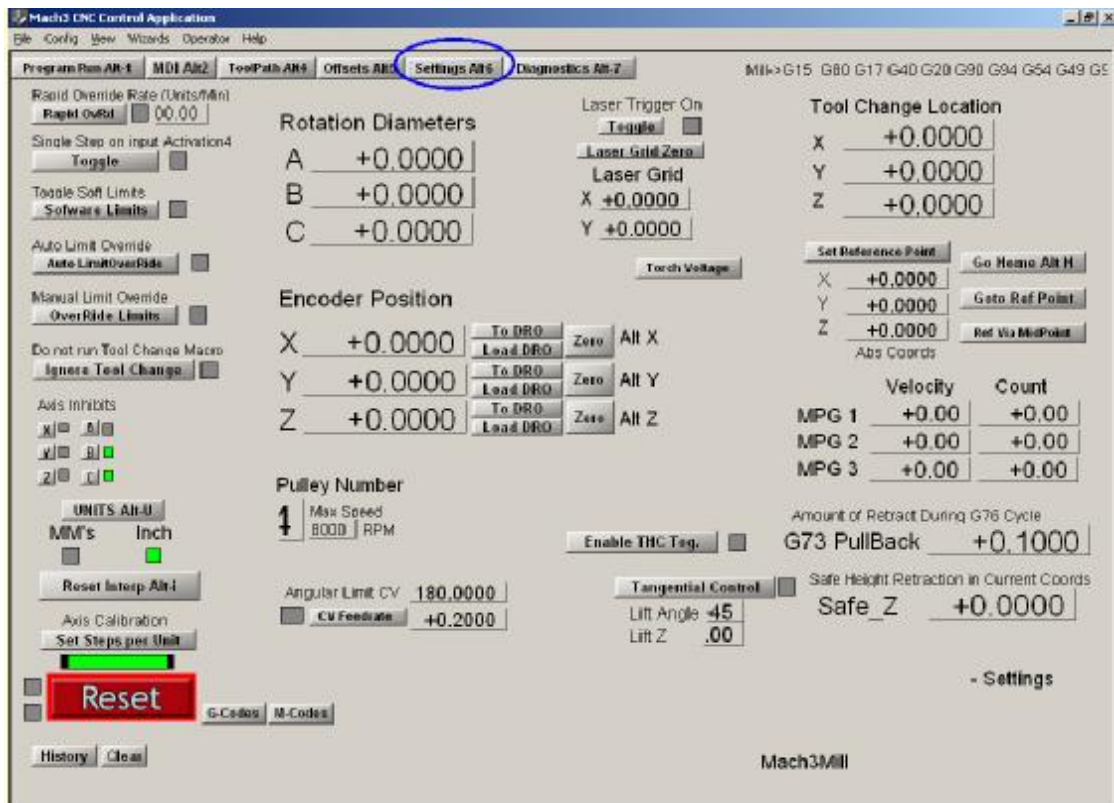 Mach3 CNC Control Application
File Config View Wizards Operator Help
Program Run Alt-1 MDI Alt2 ToolPath Alt4 Offsets Alt5 Settings Alt6 Diagnostics Alt-7 Mill->G15 G80 G17 G40 G20 G90 G94 G54 G49 G9
Rapid Override Rate (Units/Min)
Rapid OvRd 00.00
Single Step on input Activation4
Toggle
Toggle Soft Limits
Sofware Limits
Auto Limit Override
Auto LimitOverRide
Manual Limit Override
OverRide Limits
Do not run Tool Change Macro
Ignore Tool Change
Axis Inhibits
X A
Y B
Z C
UNITS Alt-U
MM's Inch
Reset Interp Alt-i
Axis Calibration
Set Steps per Unit
Reset
G-Codes M-Codes
History Clear
Rotation Diameters
A +0.0000
B +0.0000
C +0.0000
Encoder Position
X +0.0000 To DRO Load DRO Zero Alt X
Y +0.0000 To DRO Load DRO Zero Alt Y
Z +0.0000 To DRO Load DRO Zero Alt Z
Pulley Number
1 Max Speed
8000 RPM
Angular Limit CV 180.0000
CV Feedrate +0.2000
Laser Trigger On
Toggle
Laser Grid Zero
Laser Grid
X +0.0000
Y +0.0000
Torch Voltage
Enable THC Tog.
Tangential Control
Lift Angle 45
Lift Z .00
Tool Change Location
X +0.0000
Y +0.0000
Z +0.0000
Set Reference Point Go Home Alt H
X +0.0000
Y +0.0000 Goto Ref Point
Z +0.0000 Ref Via MidPoint
Abs Coords
Velocity Count
MPG 1 +0.00 +0.00
MPG 2 +0.00 +0.00
MPG 3 +0.00 +0.00
Amount of Retract During G76 Cycle
G73 PullBack +0.1000
Safe Height Retraction in Current Coords
Safe_Z +0.0000
- Settings
Mach3Mill